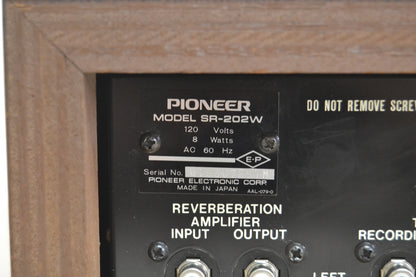 PIONEER
MODEL SR-202W
120 Volts
8 Watts
AC 60 Hz
E-P
Serial No.
PIONEER ELECTRONIC CORP.
MADE IN JAPAN AAL-079-0
DO NOT REMOVE SCREW
REVERBERATION
AMPLIFIER
INPUT OUTPUT
RECORDIN
LEFT